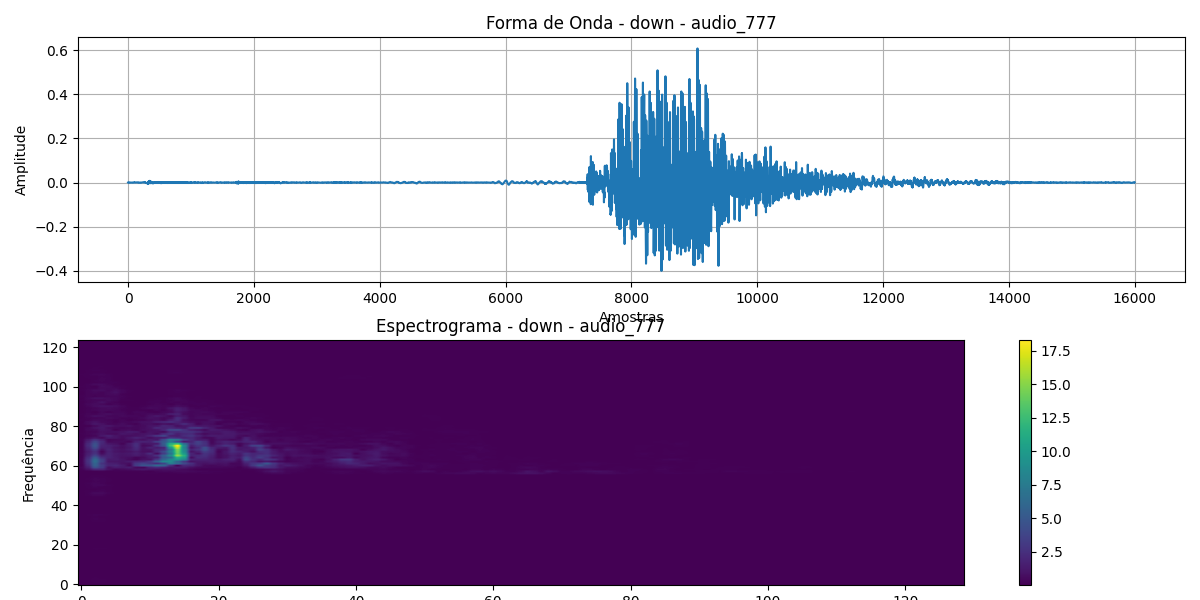 Forma de Onda - down - audio_777
Amplitude
0.6
0.4
0.2
0.0
−0.2
−0.4
0 2000 4000 6000 8000 10000 12000 14000 16000
Amostras
Espectrograma - down - audio_777
Frequência
120
100
80
60
40
20
0
0 20 40 60 80 100 120
17.5
15.0
12.5
10.0
7.5
5.0
2.5